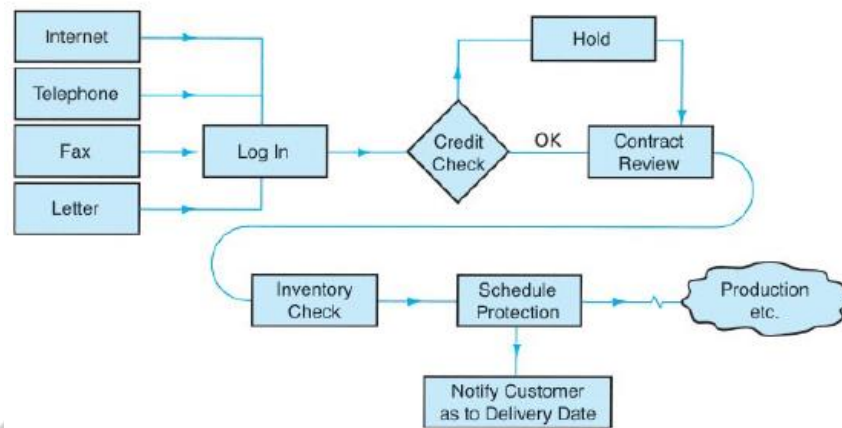 Internet
Telephone
Fax
Letter
Log In
Credit
Check
OK
Hold
Contract
Review
Inventory
Check
Schedule
Protection
Production
etc.
Notify Customer
as to Delivery Date